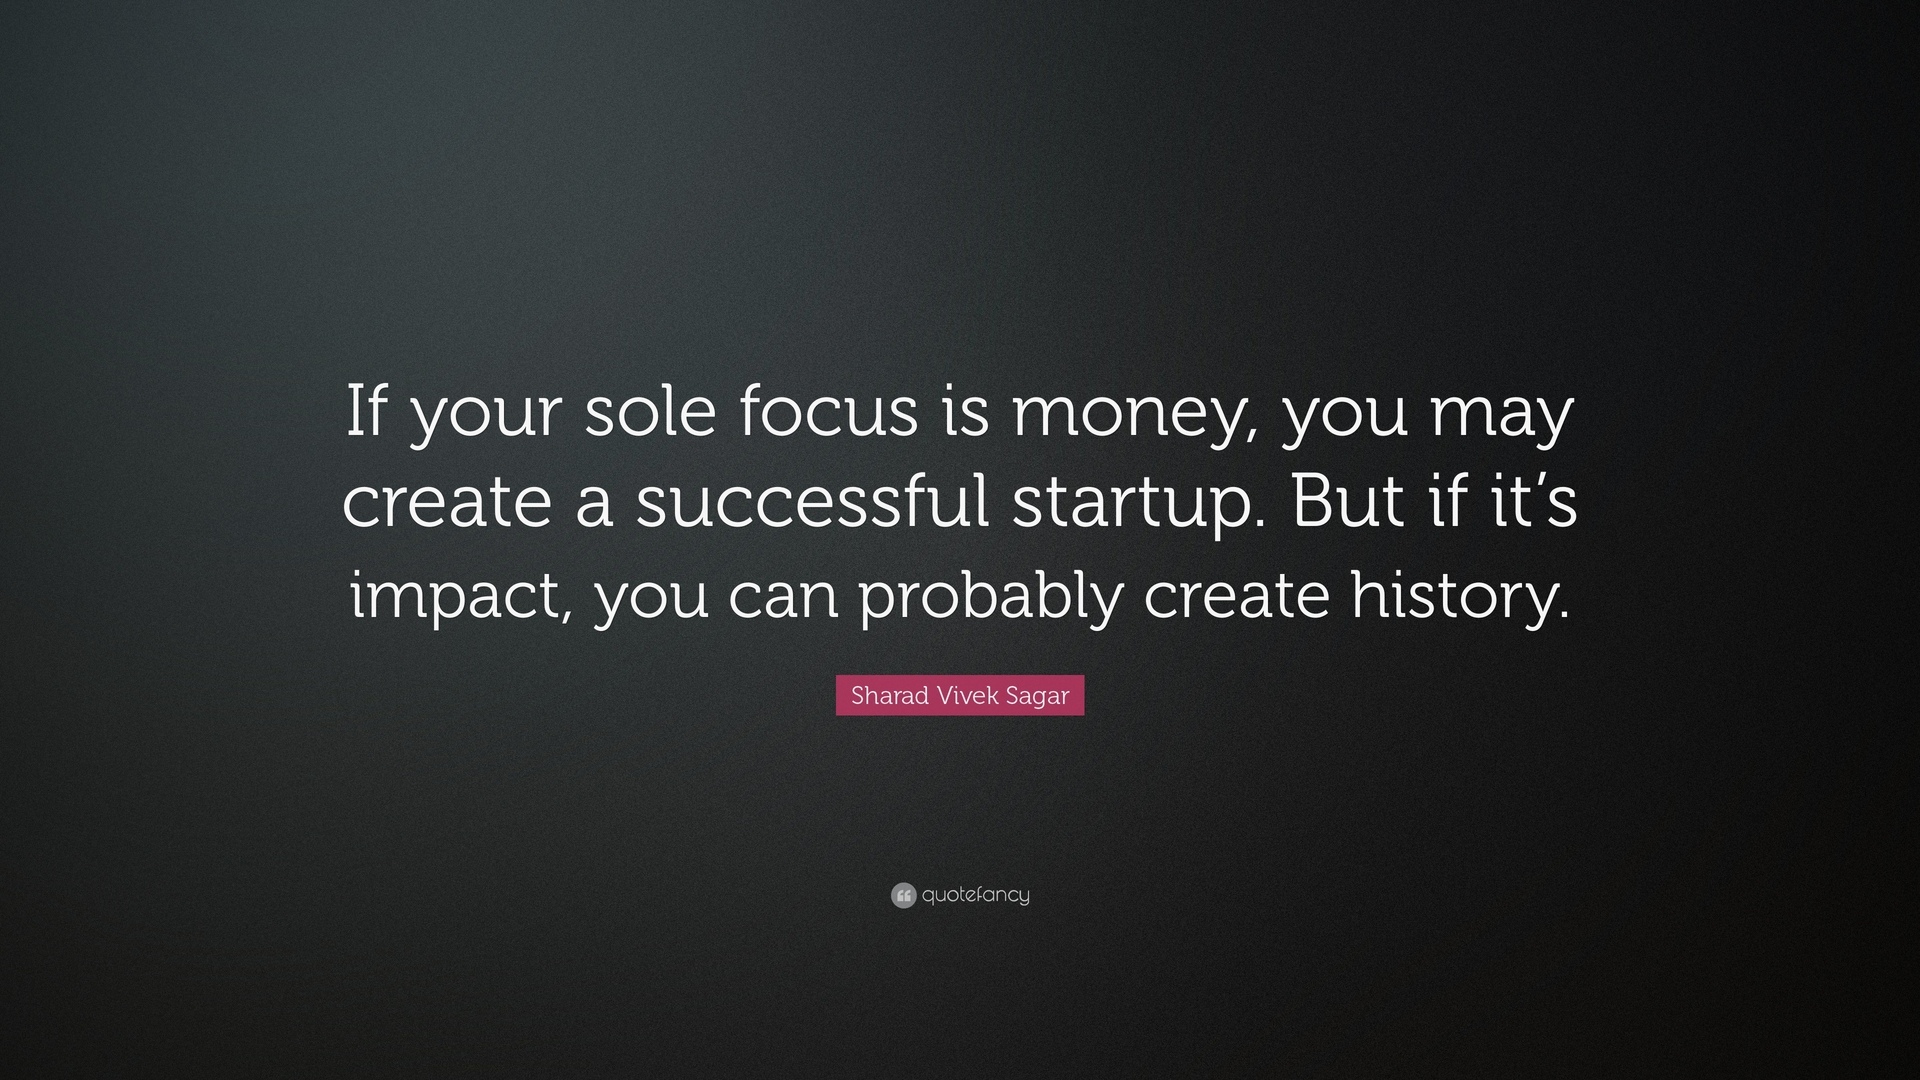 If your sole focus is money, you may
create a successful startup. But if it’s
impact, you can probably create history.
Sharad Vivek Sagar
quotefancy